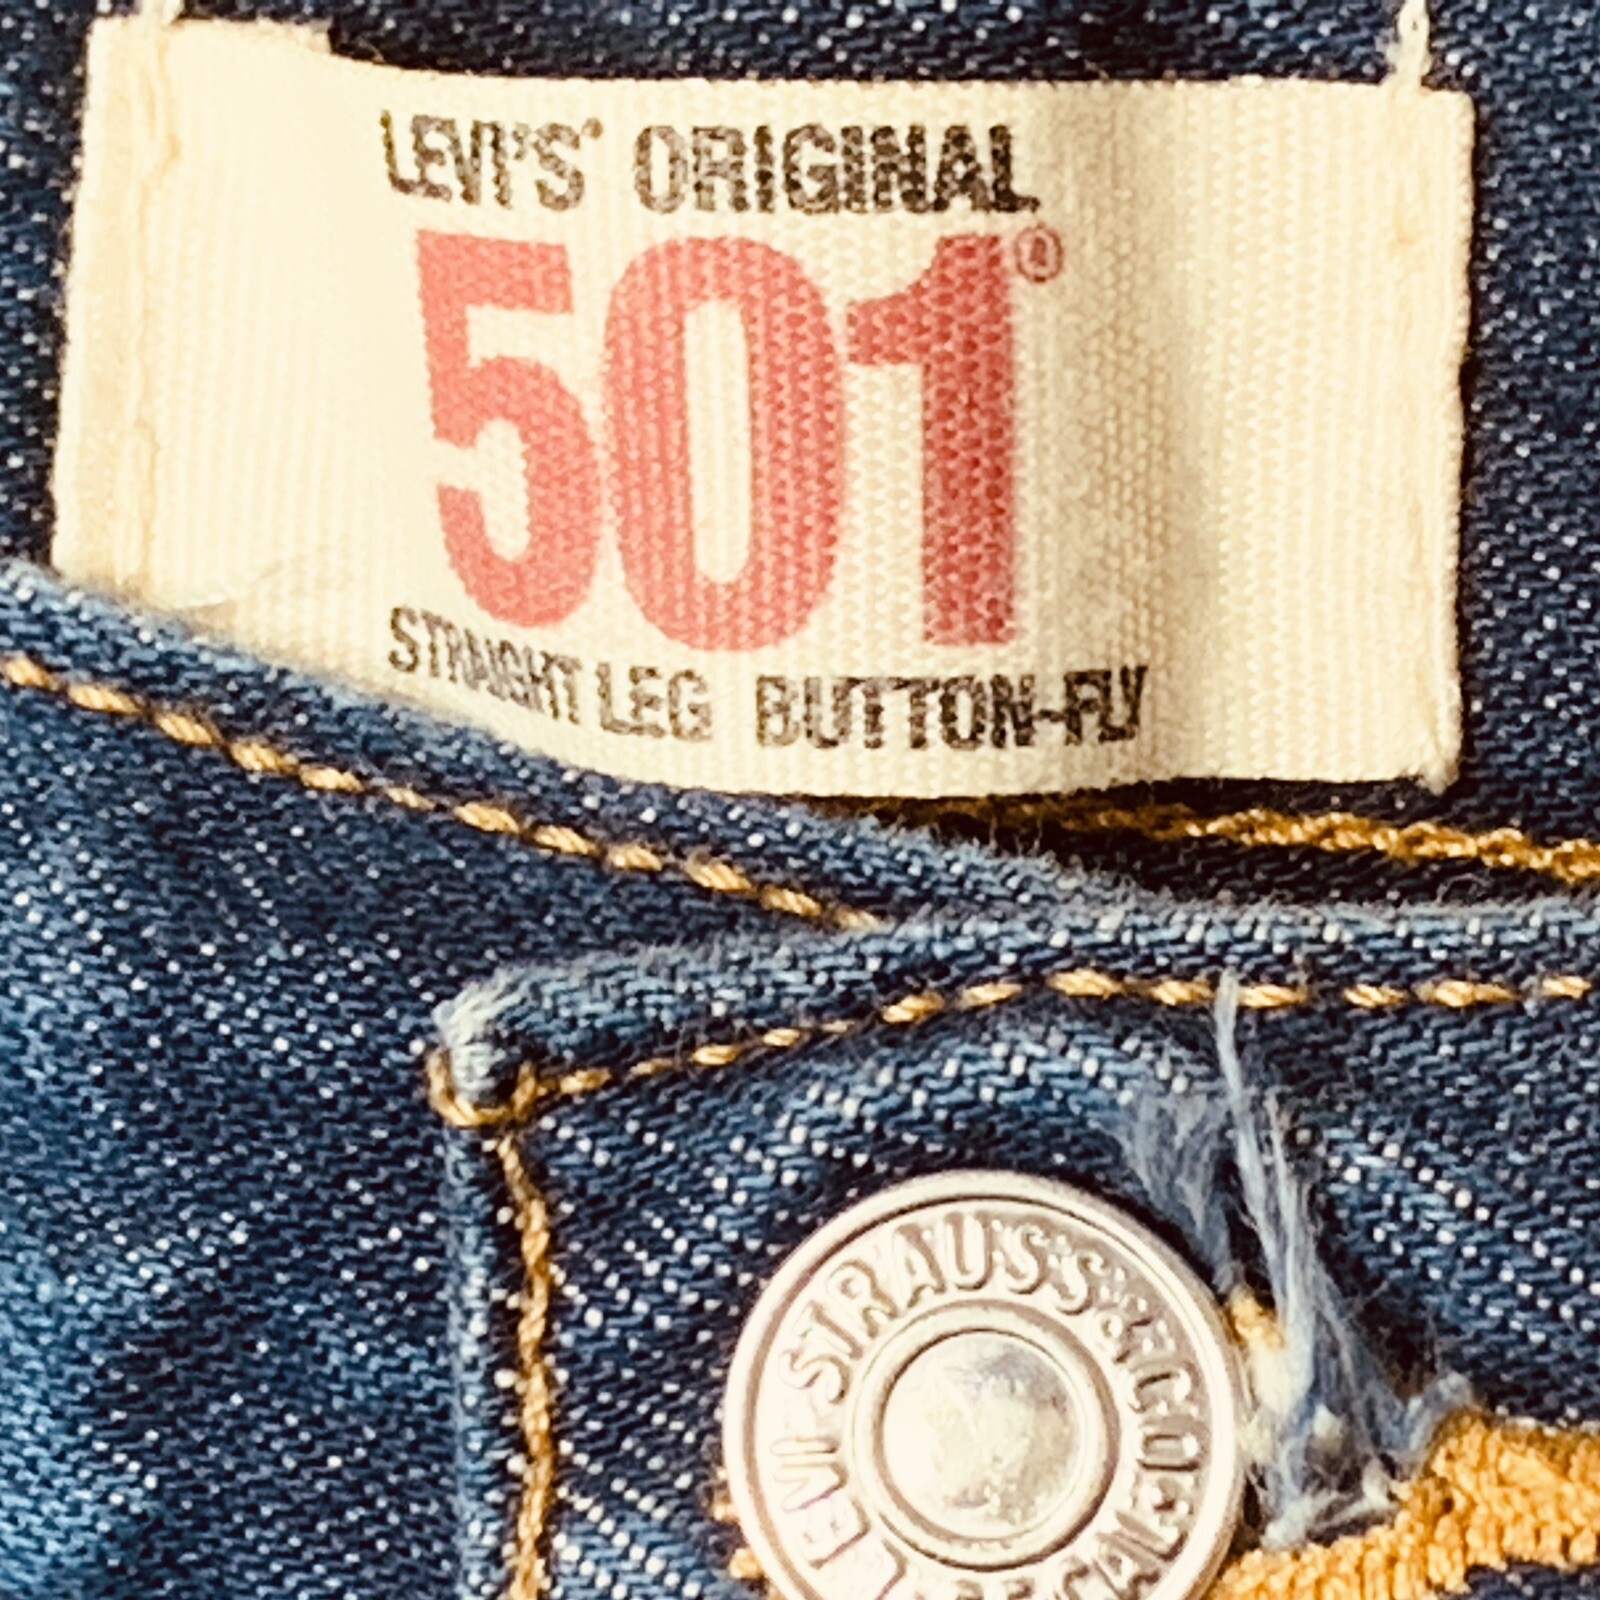 LEVI'S® ORIGINAL
501®
STRAIGHT LEG BUTTON-FLY
LEVI STRAUSS & CO